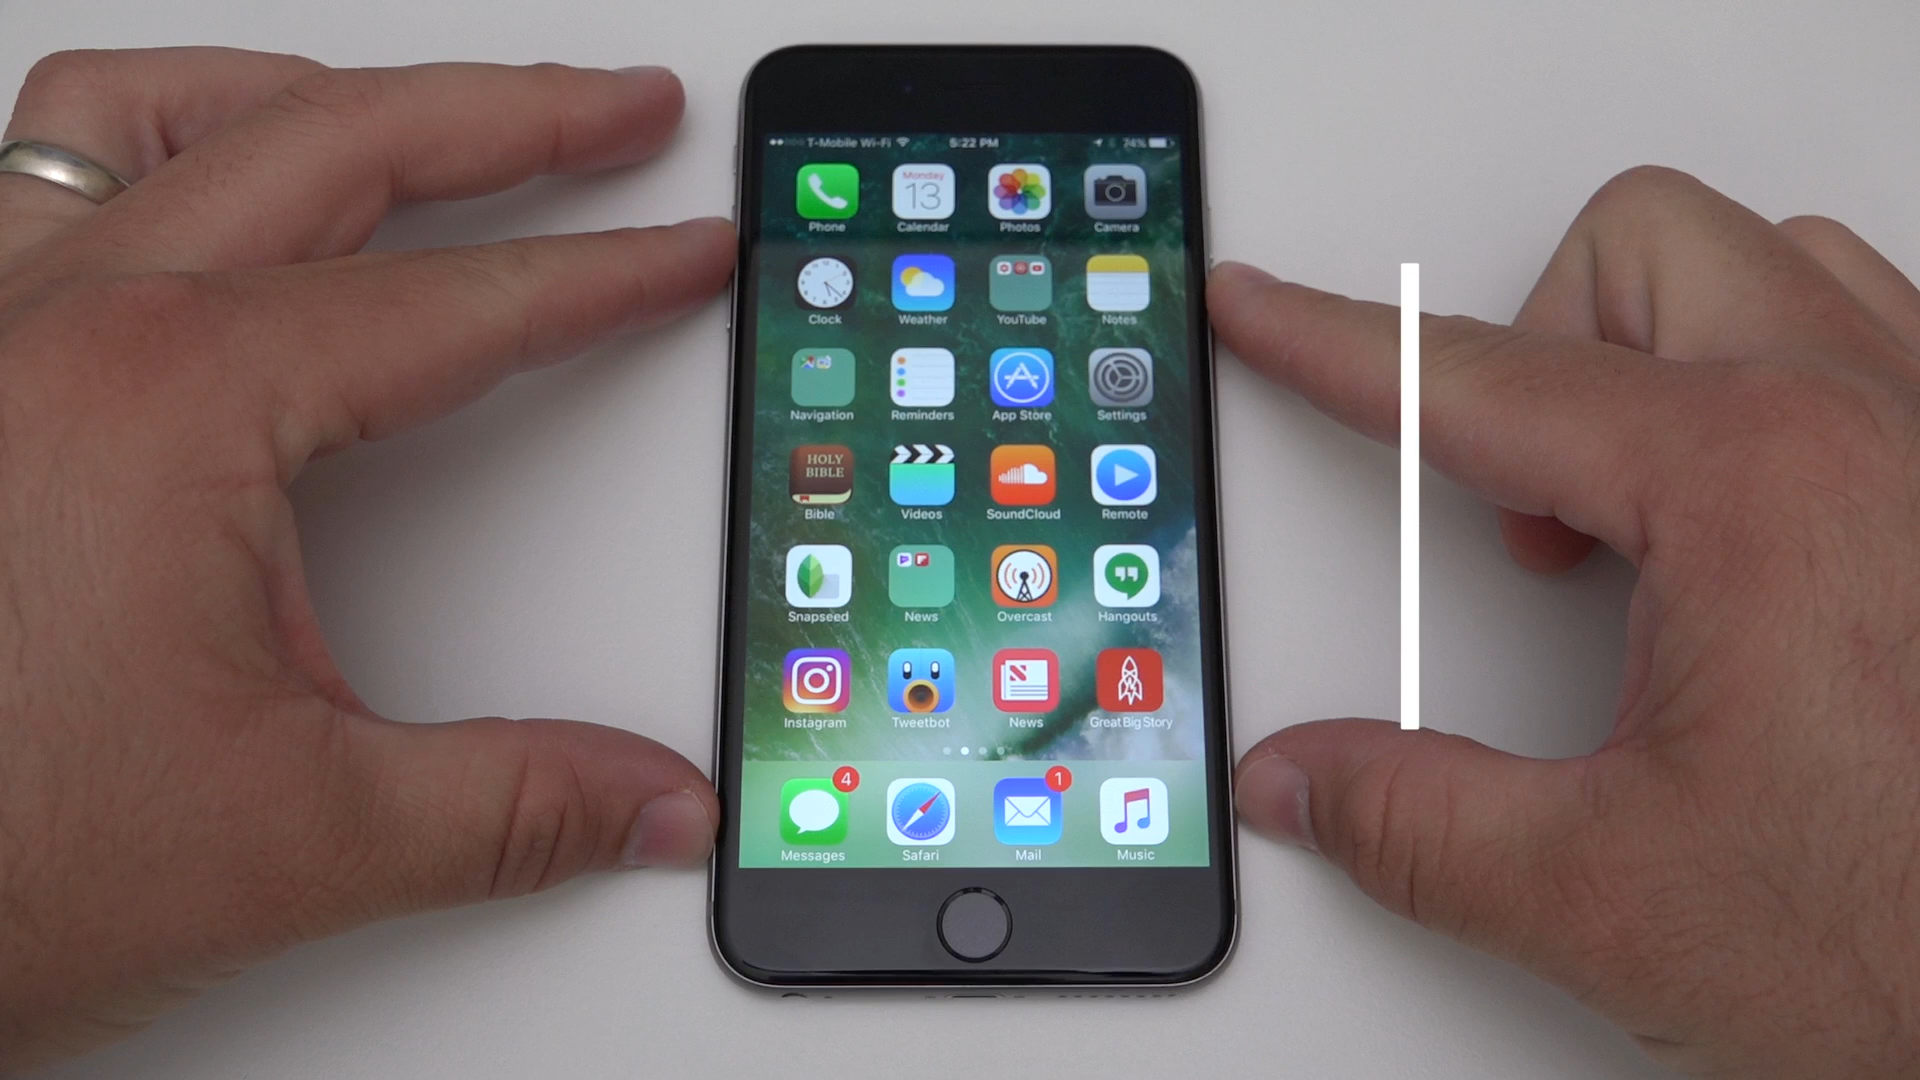 T-Mobile Wi-Fi 5:22 PM 74%
Monday
13
Phone Calendar Photos Camera
Clock Weather YouTube Notes
Navigation Reminders App Store Settings
HOLY
BIBLE
Bible Videos SoundCloud Remote
Snapseed News Overcast Hangouts
Instagram Tweetbot News Great Big Story
4 1
Messages Safari Mail Music